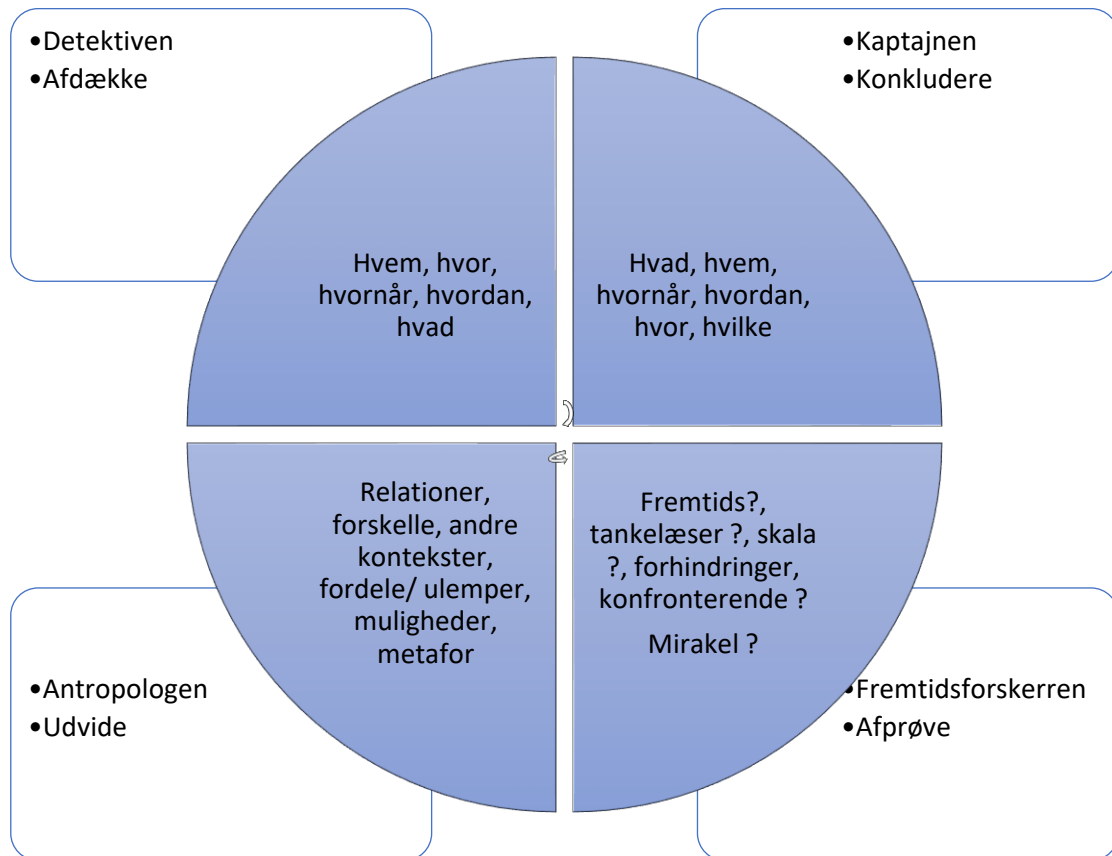 •Detektiven
•Afdække
•Kaptajnen
•Konkludere
Hvem, hvor,
hvornår, hvordan,
hvad
Hvad, hvem,
hvornår, hvordan,
hvor, hvilke
Relationer,
forskelle, andre
kontekster,
fordele/ ulemper,
muligheder,
metafor
Fremtids?,
tankelæser ?, skala
?, forhindringer,
konfronterende ?
Mirakel ?
•Antropologen
•Udvide
•Fremtidsforskerren
•Afprøve